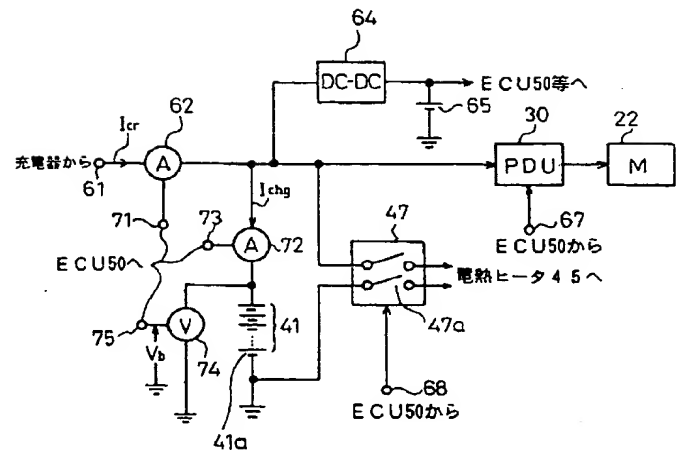 64
DC-DC
ECU50等へ
62
65
30
22
Icr
充電器から
61
A
PDU
M
71
Ichg
73
A
72
47
67
ECU50から
ECU50へ
電熱ヒータ45へ
75
V
74
41
47a
Vb
68
ECU50から
41a